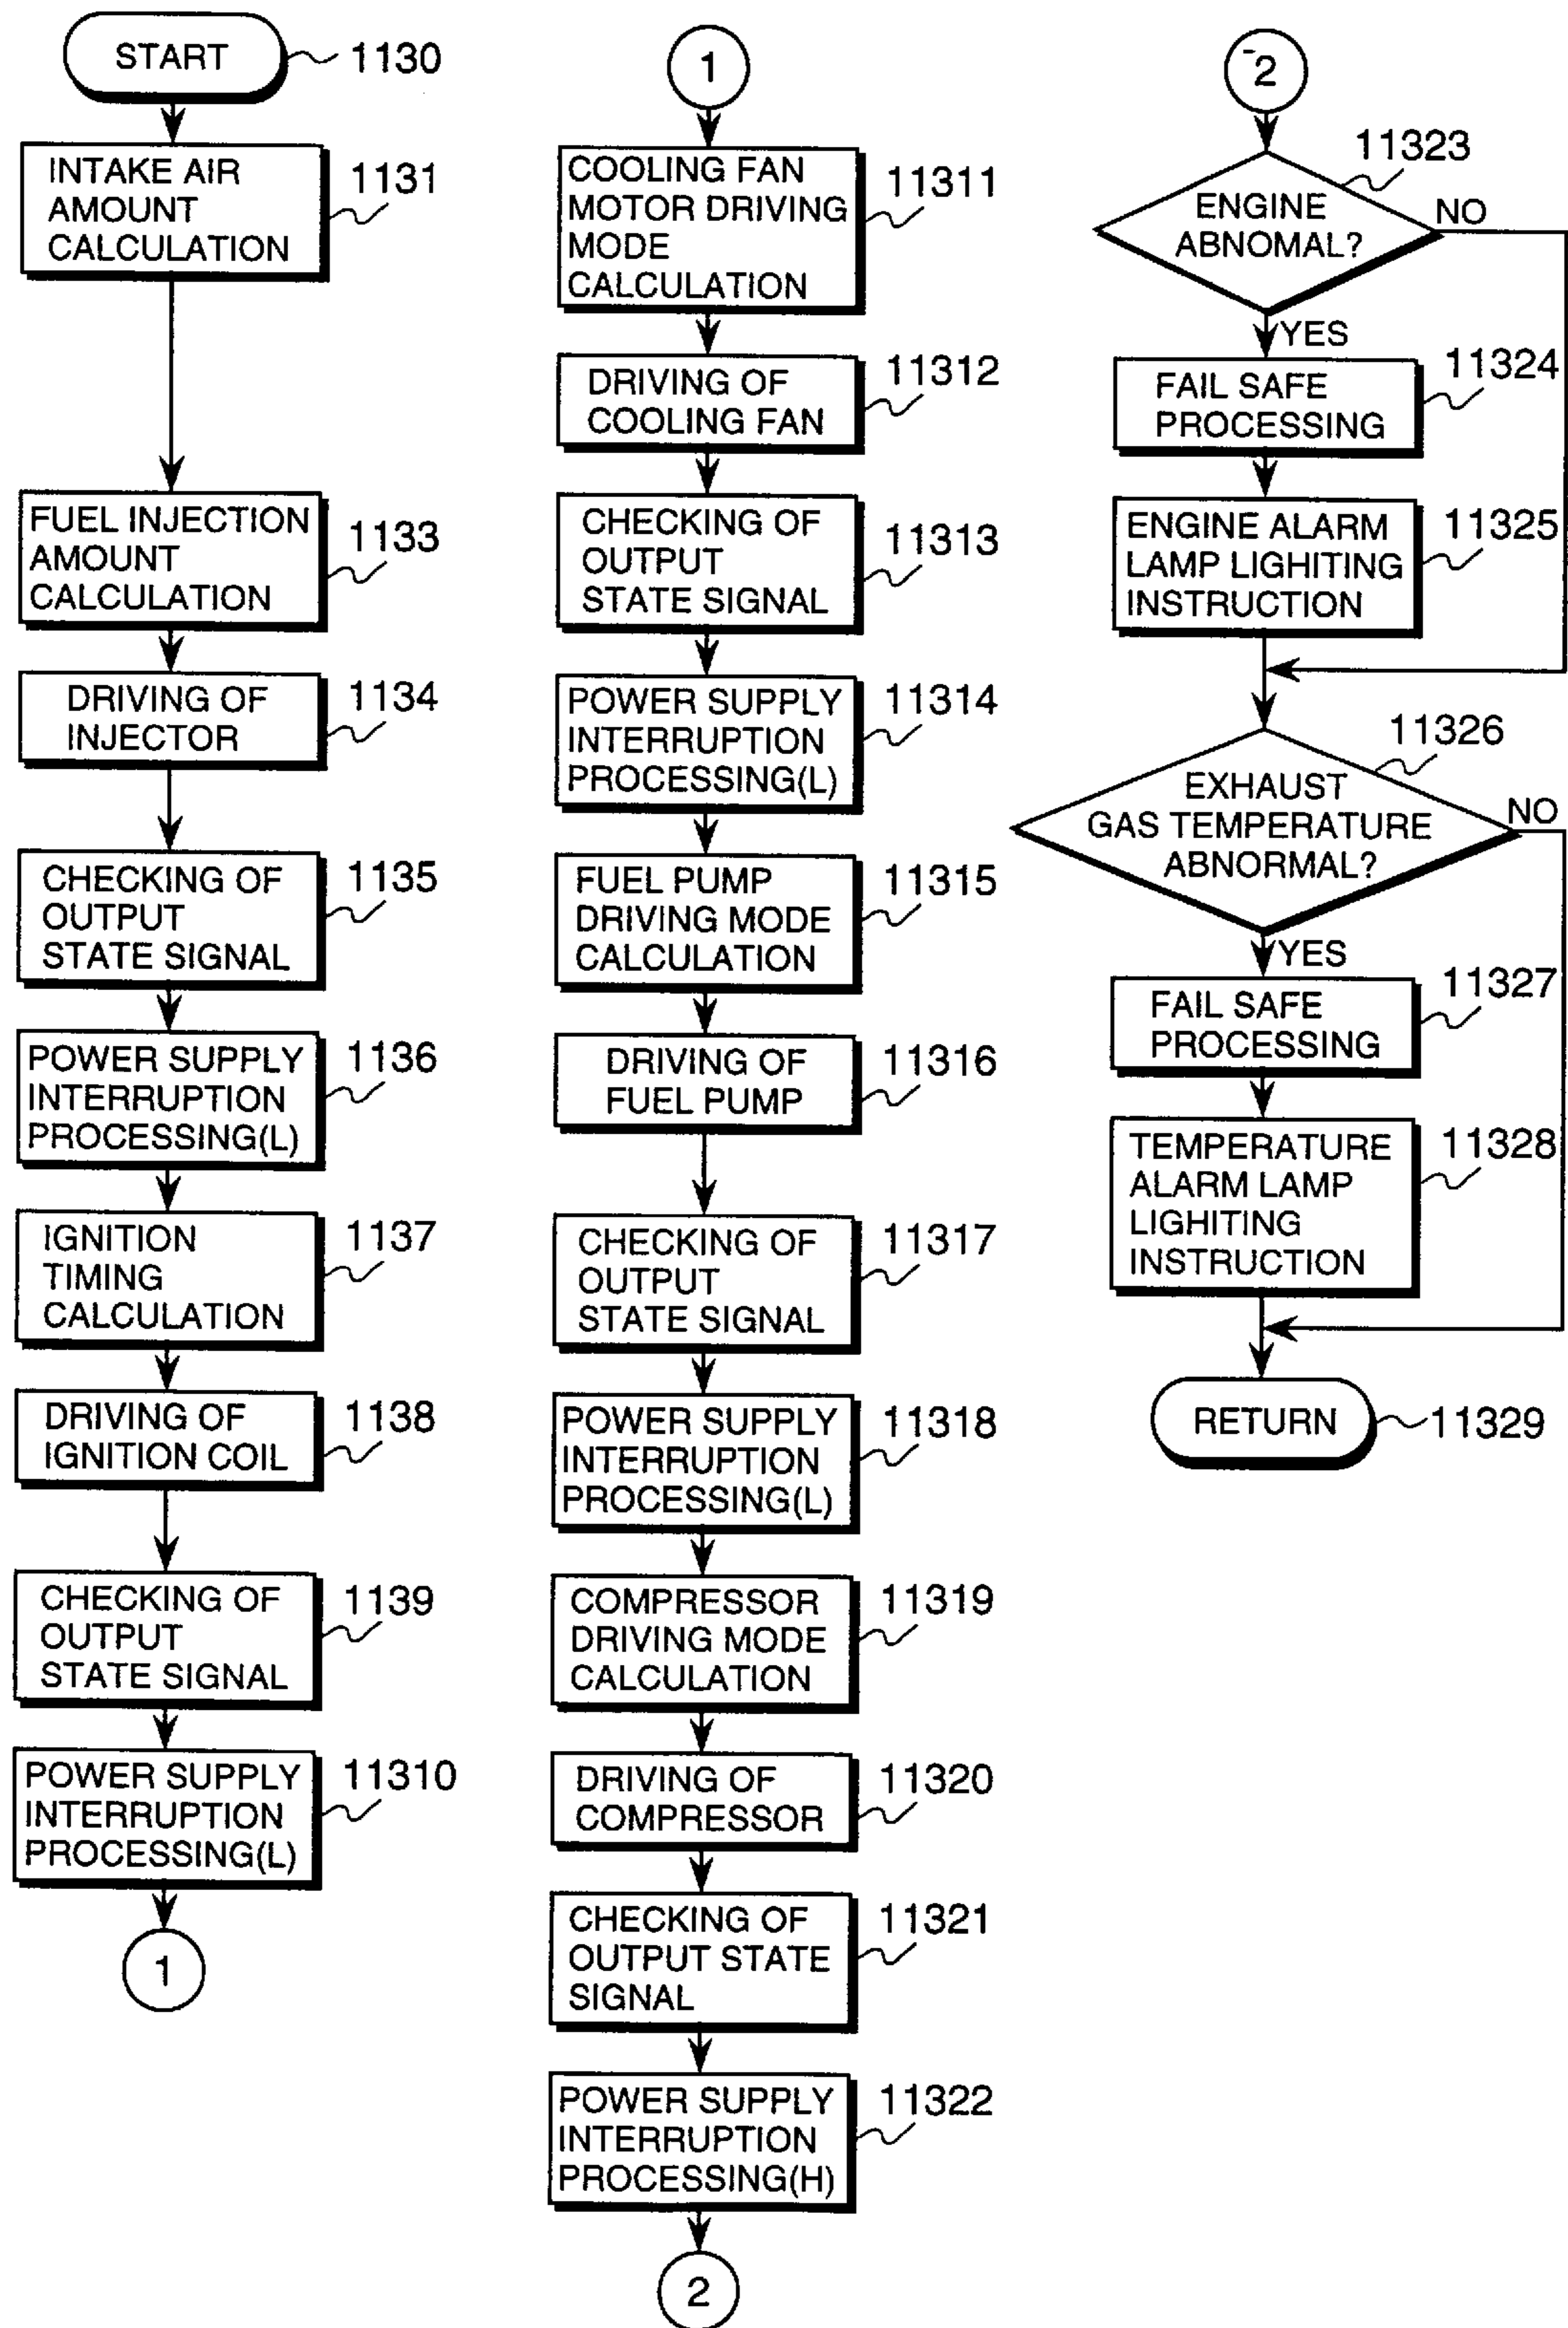 START
1130
INTAKE AIR
AMOUNT
CALCULATION
1131
FUEL INJECTION
AMOUNT
CALCULATION
1133
DRIVING OF
INJECTOR
1134
CHECKING OF
OUTPUT
STATE SIGNAL
1135
POWER SUPPLY
INTERRUPTION
PROCESSING(L)
1136
IGNITION
TIMING
CALCULATION
1137
DRIVING OF
IGNITION COIL
1138
CHECKING OF
OUTPUT
STATE SIGNAL
1139
POWER SUPPLY
INTERRUPTION
PROCESSING(L)
11310
1
1
COOLING FAN
MOTOR DRIVING
MODE
CALCULATION
11311
DRIVING OF
COOLING FAN
11312
CHECKING OF
OUTPUT
STATE SIGNAL
11313
POWER SUPPLY
INTERRUPTION
PROCESSING(L)
11314
FUEL PUMP
DRIVING MODE
CALCULATION
11315
DRIVING OF
FUEL PUMP
11316
CHECKING OF
OUTPUT
STATE SIGNAL
11317
POWER SUPPLY
INTERRUPTION
PROCESSING(L)
11318
COMPRESSOR
DRIVING MODE
CALCULATION
11319
DRIVING OF
COMPRESSOR
11320
CHECKING OF
OUTPUT STATE
SIGNAL
11321
POWER SUPPLY
INTERRUPTION
PROCESSING(H)
11322
2
2
11323
ENGINE
ABNOMAL?
NO
YES
FAIL SAFE
PROCESSING
11324
ENGINE ALARM
LAMP LIGHITING
INSTRUCTION
11325
11326
EXHAUST
GAS TEMPERATURE
ABNORMAL?
NO
YES
FAIL SAFE
PROCESSING
11327
TEMPERATURE
ALARM LAMP
LIGHITING
INSTRUCTION
11328
RETURN
11329